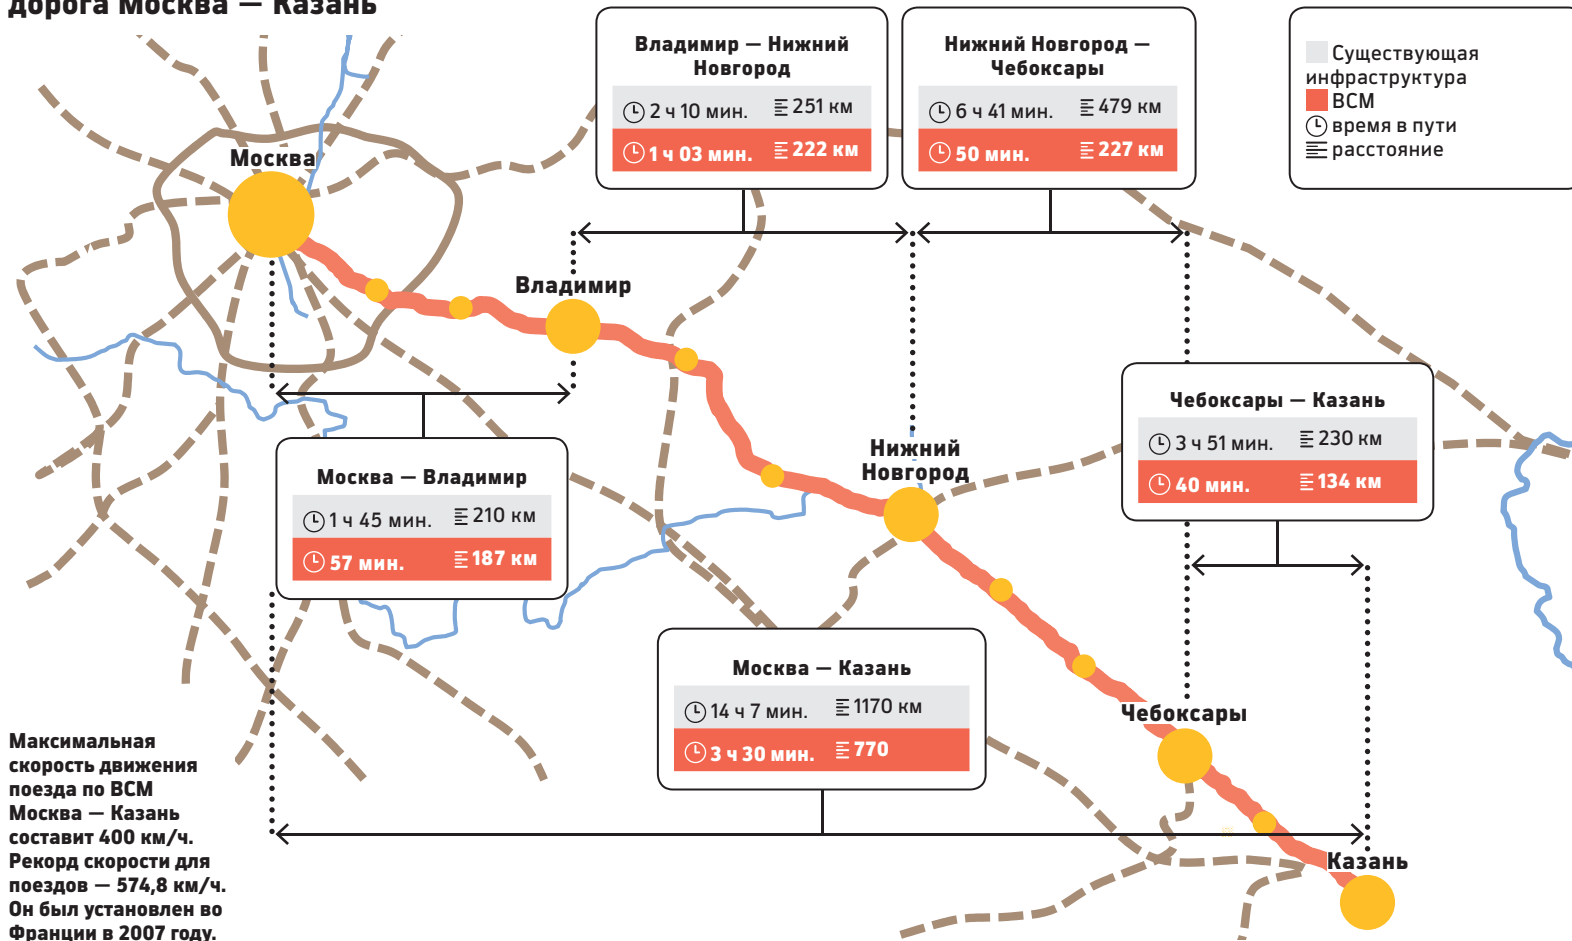 дорога Москва — Казань
Владимир — Нижний
Новгород
2 ч 10 мин. 251 км
1 ч 03 мин. 222 км
Нижний Новгород —
Чебоксары
6 ч 41 мин. 479 км
50 мин. 227 км
Существующая
инфраструктура
ВСМ
время в пути
расстояние
Москва
Владимир
Чебоксары — Казань
3 ч 51 мин. 230 км
40 мин. 134 км
Нижний
Новгород
Москва — Владимир
1 ч 45 мин. 210 км
57 мин. 187 км
Москва — Казань
14 ч 7 мин. 1170 км
3 ч 30 мин. 770
Чебоксары
Казань
Максимальная
скорость движения
поезда по ВСМ
Москва — Казань
составит 400 км/ч.
Рекорд скорости для
поездов — 574,8 км/ч.
Он был установлен во
Франции в 2007 году.